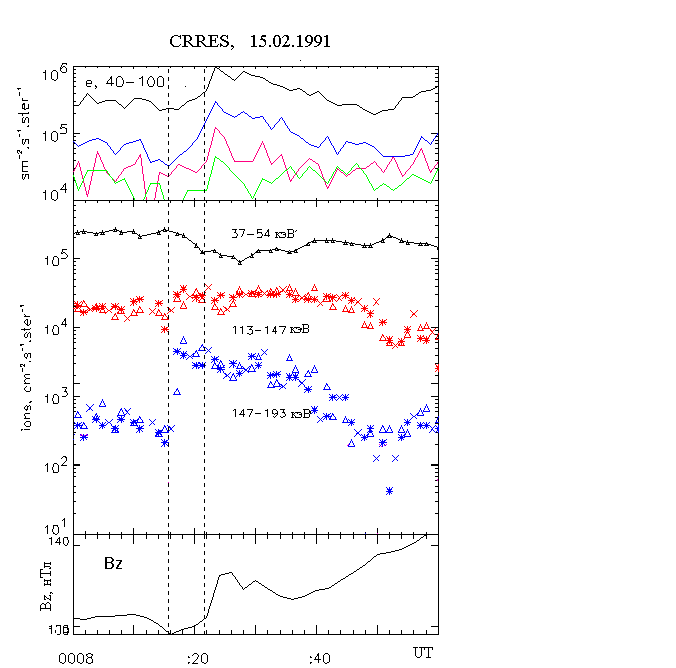 CRRES, 15.02.1991
e, 40-100
10⁶
10⁵
10⁴
sm⁻².s⁻¹.ster⁻¹
37-54 кэВ
10⁵
10⁴
113-147 кэВ
10³
147-193 кэВ
10²
10¹
ions, cm⁻².s⁻¹.ster⁻¹
140
Bz
Bz, нТл
0008 :20 :40 UT